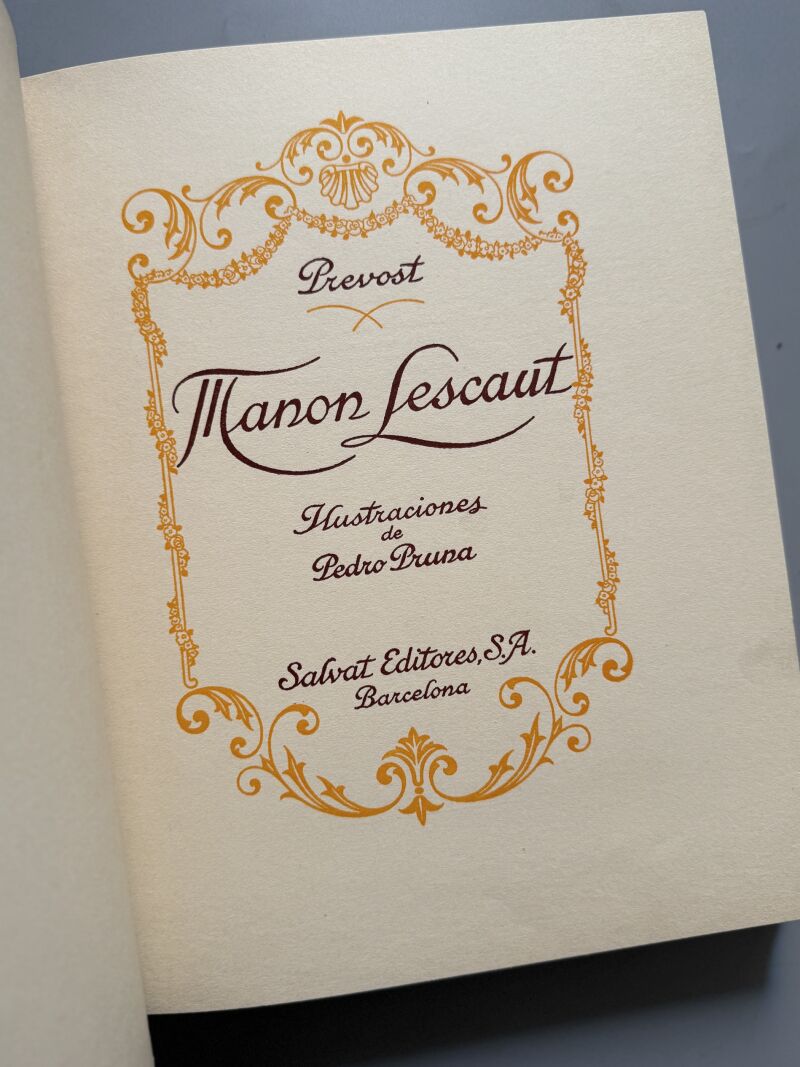 Prevost
Manon Lescaut
Ilustraciones
de
Pedro Pruna
Salvat Editores, S.A.
Barcelona